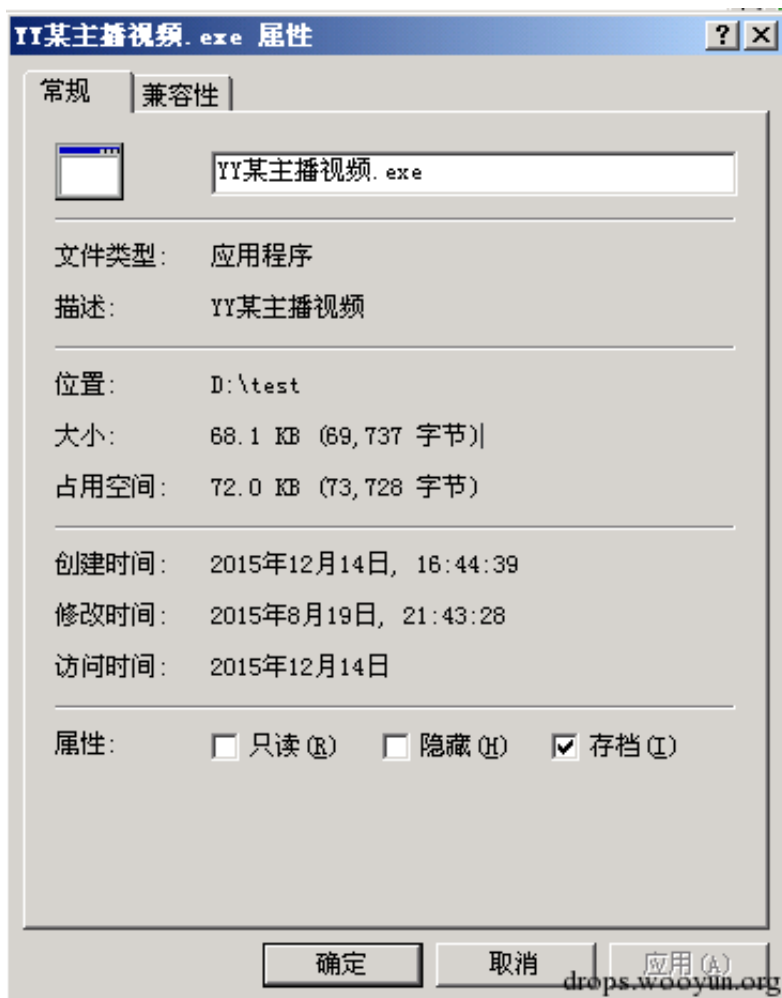 YY某主播视频.exe 属性
常规
兼容性
YY某主播视频.exe
文件类型: 应用程序
描述: YY某主播视频
位置: D:\test
大小: 68.1 KB (69,737 字节)
占用空间: 72.0 KB (73,728 字节)
创建时间: 2015年12月14日, 16:44:39
修改时间: 2015年8月19日, 21:43:28
访问时间: 2015年12月14日
属性: 只读(R) 隐藏(H) 存档(I)
确定 取消 应用(A)
drops.wooyun.org